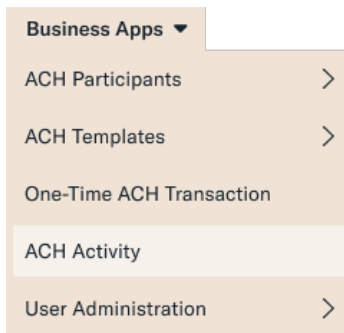 Business Apps
ACH Participants
ACH Templates
One-Time ACH Transaction
ACH Activity
User Administration